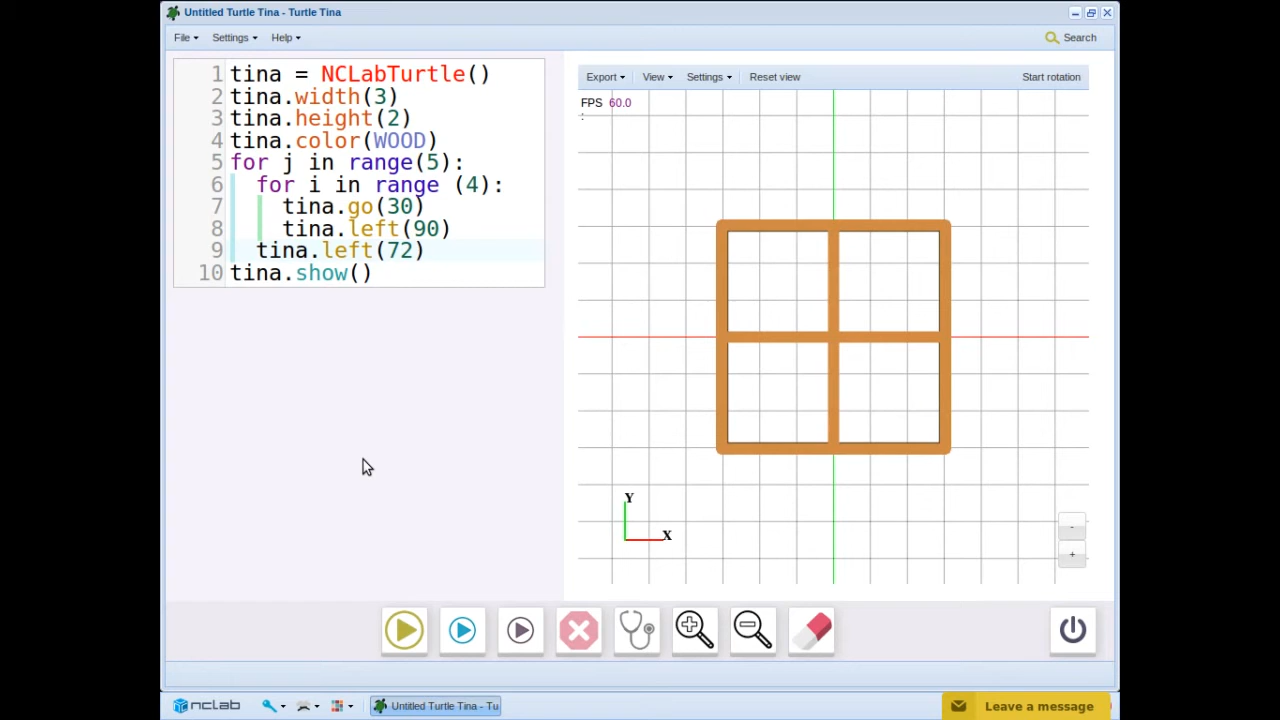 Untitled Turtle Tina - Turtle Tina
File Settings Help Search
1 tina = NCLabTurtle()
2 tina.width(3)
3 tina.height(2)
4 tina.color(WOOD)
5 for j in range(5):
6 for i in range (4):
7 tina.go(30)
8 tina.left(90)
9 tina.left(72)
10 tina.show()
Export View Settings Reset view Start rotation
FPS 60.0
:
Y
X
-
+
nclab Untitled Turtle Tina - Tu Leave a message